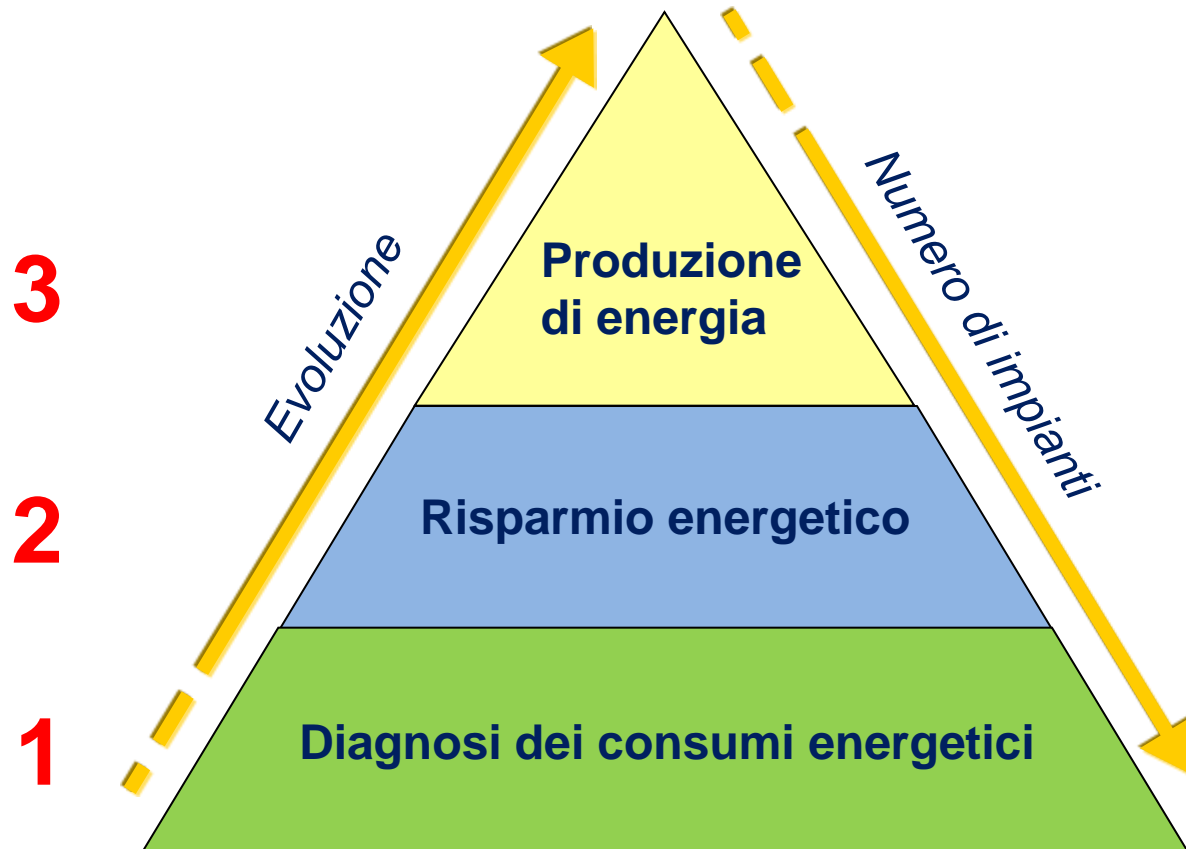 Evoluzione
Numero di impianti
3
Produzione
di energia
2
Risparmio energetico
1
Diagnosi dei consumi energetici